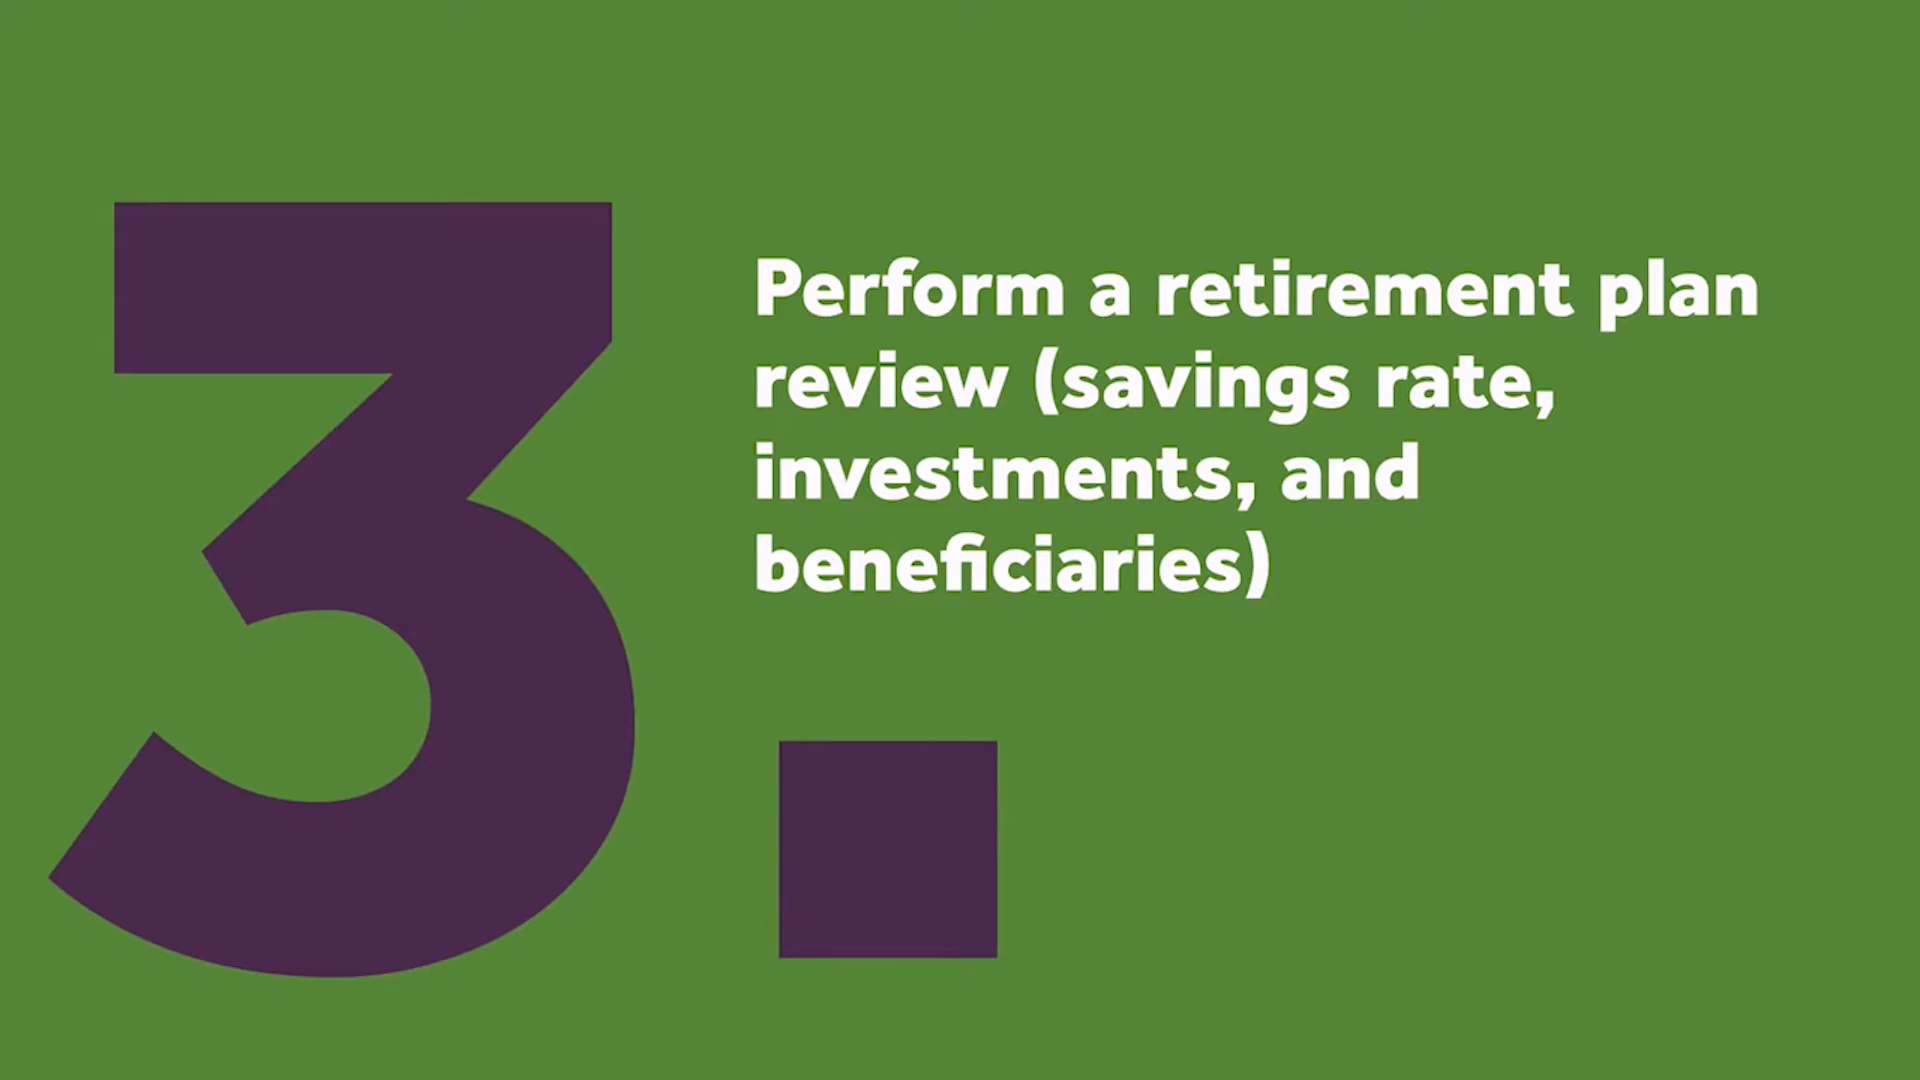 3.
Perform a retirement plan
review (savings rate,
investments, and
beneficiaries)